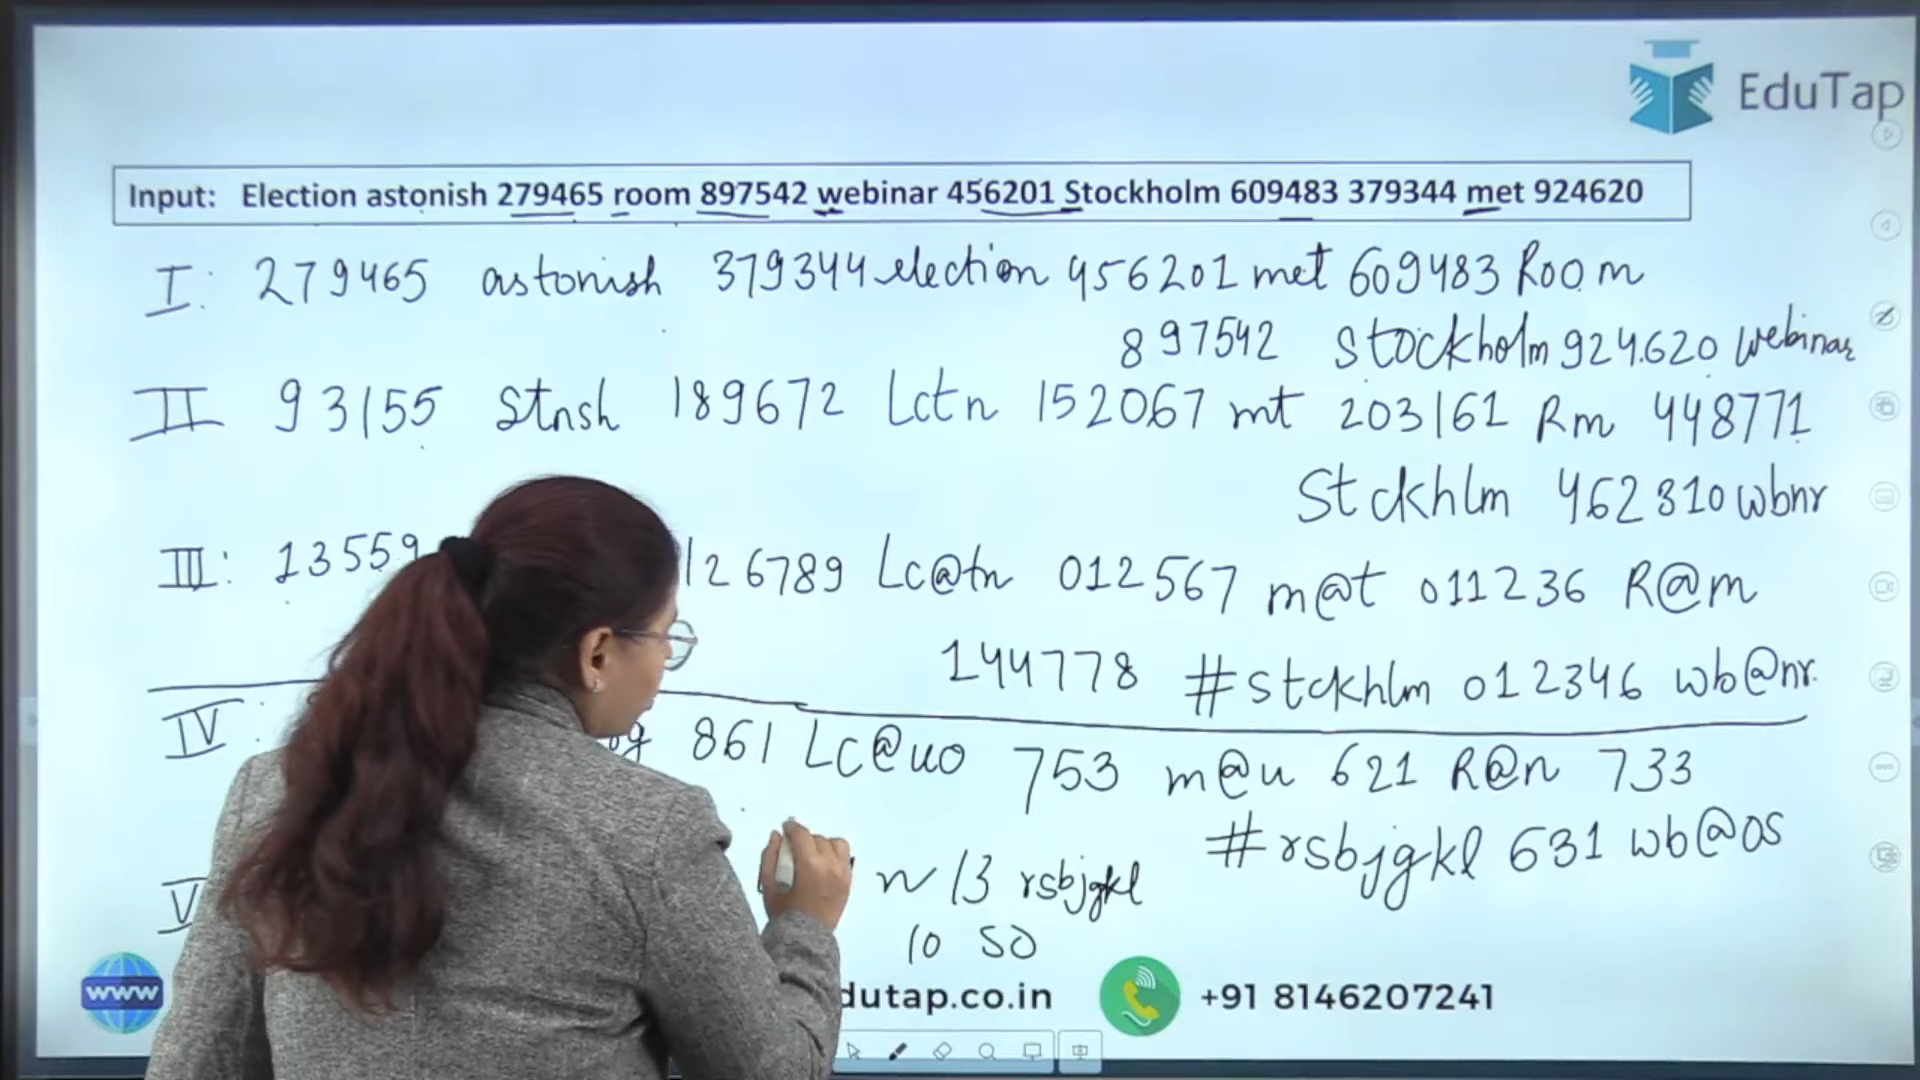 EduTap
Input: Election astonish 279465 room 897542 webinar 456201 Stockholm 609483 379344 met 924620
I: 279465 astonish 379344 election 456201 met 609483 Room
897542 Stockholm 924620 webinar
II 93155 Stnsh 189672 Lctn 152067 mt 203161 Rm 448771
Stckhlm 462310 wbnr
III: 13559 126789 Lc@tn 012567 m@t 011236 R@m
144778 #stckhlm 012346 wb@nr
IV: 861 Lc@uo 753 m@u 621 R@n 733
#rsbjgkl 631 wb@os
V n 13 rsbjgkl
10 so
www dutap.co.in +91 8146207241